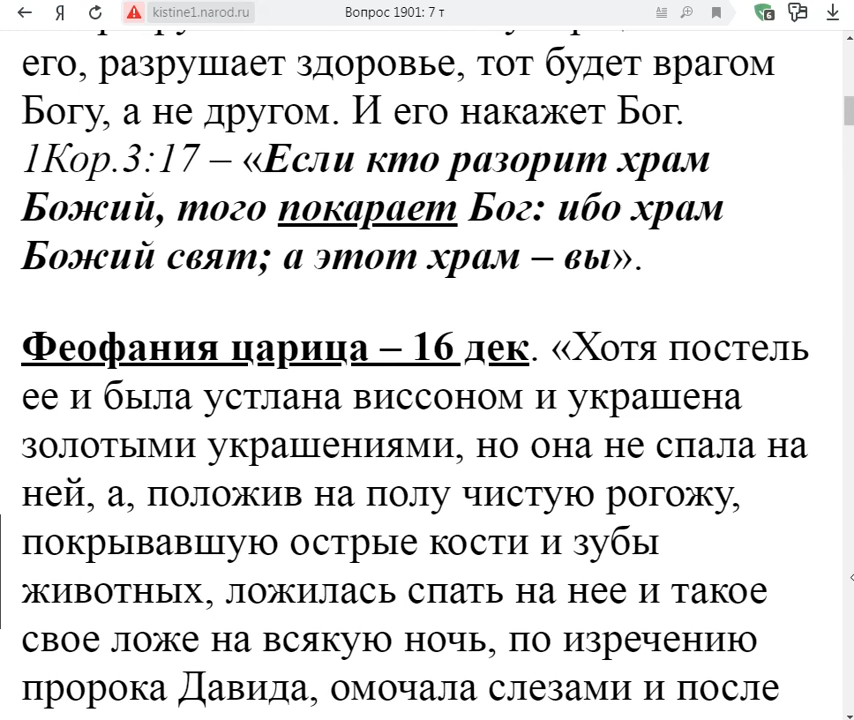 Я kistine1.narod.ru Вопрос 1901: 7 т 6
его, разрушает здоровье, тот будет врагом
Богу, а не другом. И его накажет Бог.
1Кор.3:17 – «Если кто разорит храм
Божий, того покарает Бог: ибо храм
Божий свят; а этот храм – вы».
Феофания царица – 16 дек. «Хотя постель
ее и была устлана виссоном и украшена
золотыми украшениями, но она не спала на
ней, а, положив на полу чистую рогожу,
покрывавшую острые кости и зубы
животных, ложилась спать на нее и такое
свое ложе на всякую ночь, по изречению
пророка Давида, омочала слезами и после